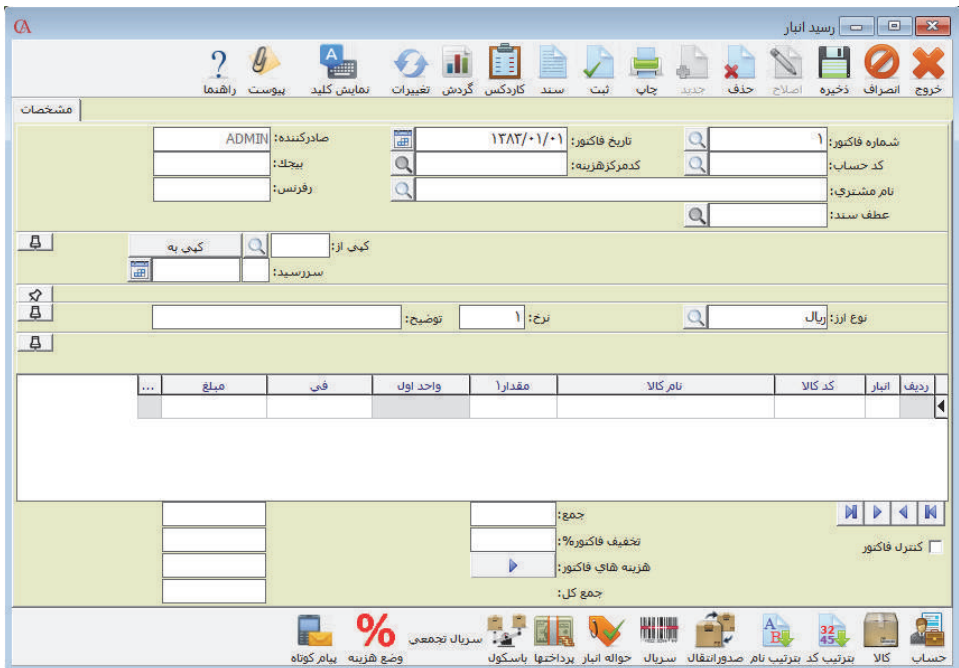 رسید انبار
خروج انصراف ذخیره اصلاح حذف جدید چاپ ثبت سند کاردکس گردش تغییرات نمایش کلید پیوست راهنما
مشخصات
شماره فاکتور: ۱ تاریخ فاکتور: ۱۳۸۳/۰۱/۰۱ صادرکننده: ADMIN
کد حساب: کدمرکزهزینه: بیجك:
نام مشتري: رفرنس:
عطف سند:
کپی از: کپی به
سررسید:
نوع ارز: ریال نرخ: ۱ توضیح:
ردیف انبار کد کالا نام کالا مقدار۱ واحد اول فی مبلغ ...
جمع:
کنترل فاکتور تخفیف فاکتور%:
هزینه هاي فاکتور:
جمع کل:
حساب کالا بترتیب کد بترتیب نام صدورانتقال سریال حواله انبار پرداختها باسکول سریال تجمعی وضع هزینه پیام کوتاه